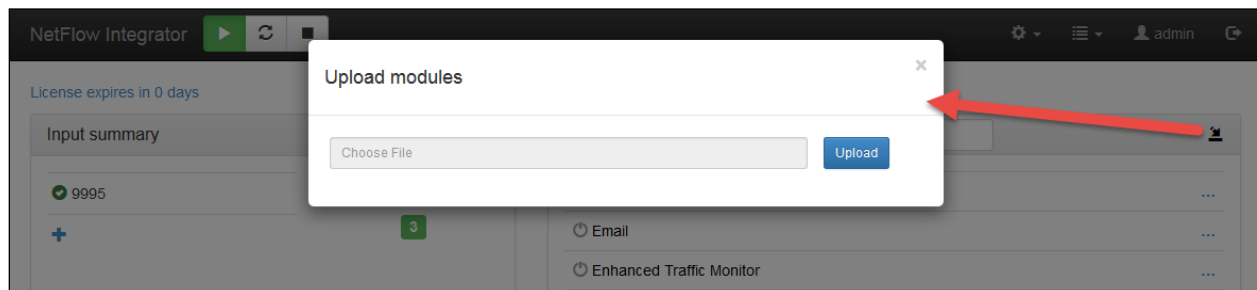 NetFlow Integrator
admin
License expires in 0 days
Upload modules
×
Input summary
Choose File
Upload
9995
...
3
Email
...
Enhanced Traffic Monitor
...